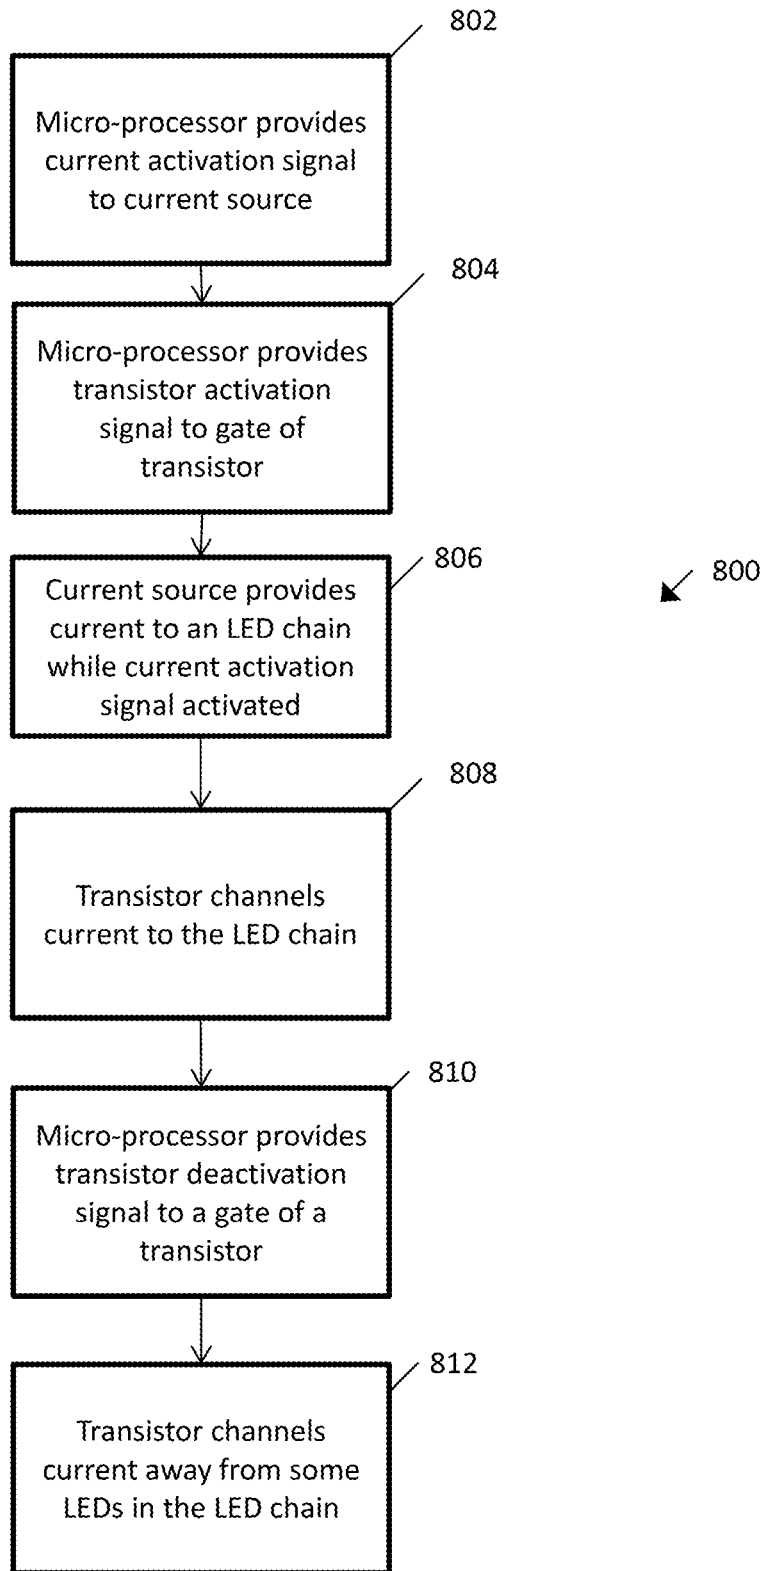 802
Micro-processor provides
current activation signal
to current source
804
Micro-processor provides
transistor activation
signal to gate of
transistor
806
Current source provides
current to an LED chain
while current activation
signal activated
800
808
Transistor channels
current to the LED chain
810
Micro-processor provides
transistor deactivation
signal to a gate of a
transistor
812
Transistor channels
current away from some
LEDs in the LED chain